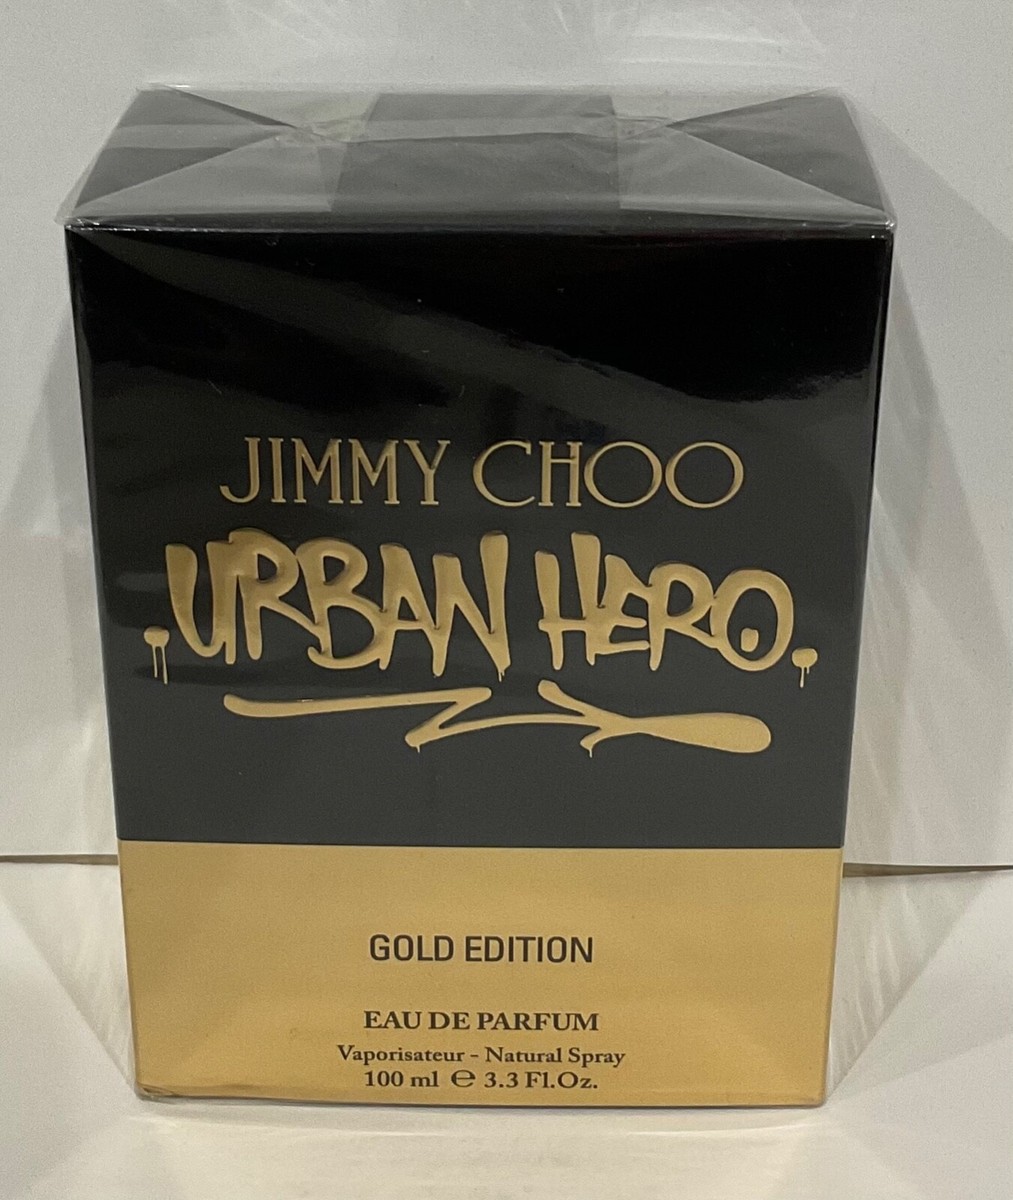 JIMMY CHOO
URBAN HERO
GOLD EDITION
EAU DE PARFUM
Vaporisateur - Natural Spray
100 ml ℮ 3.3 Fl.Oz.